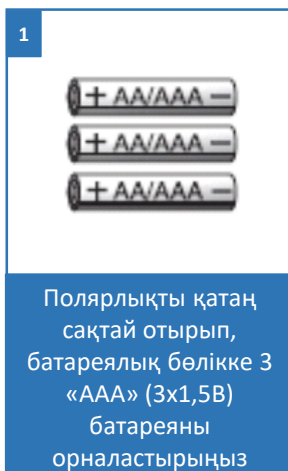 1
+ AA/AAA −
+ AA/AAA −
+ AA/AAA −
Полярлықты қатаң
сақтай отырып,
батареялық бөлікке 3
«ААА» (3х1,5В)
батареяны
орналастырыңыз